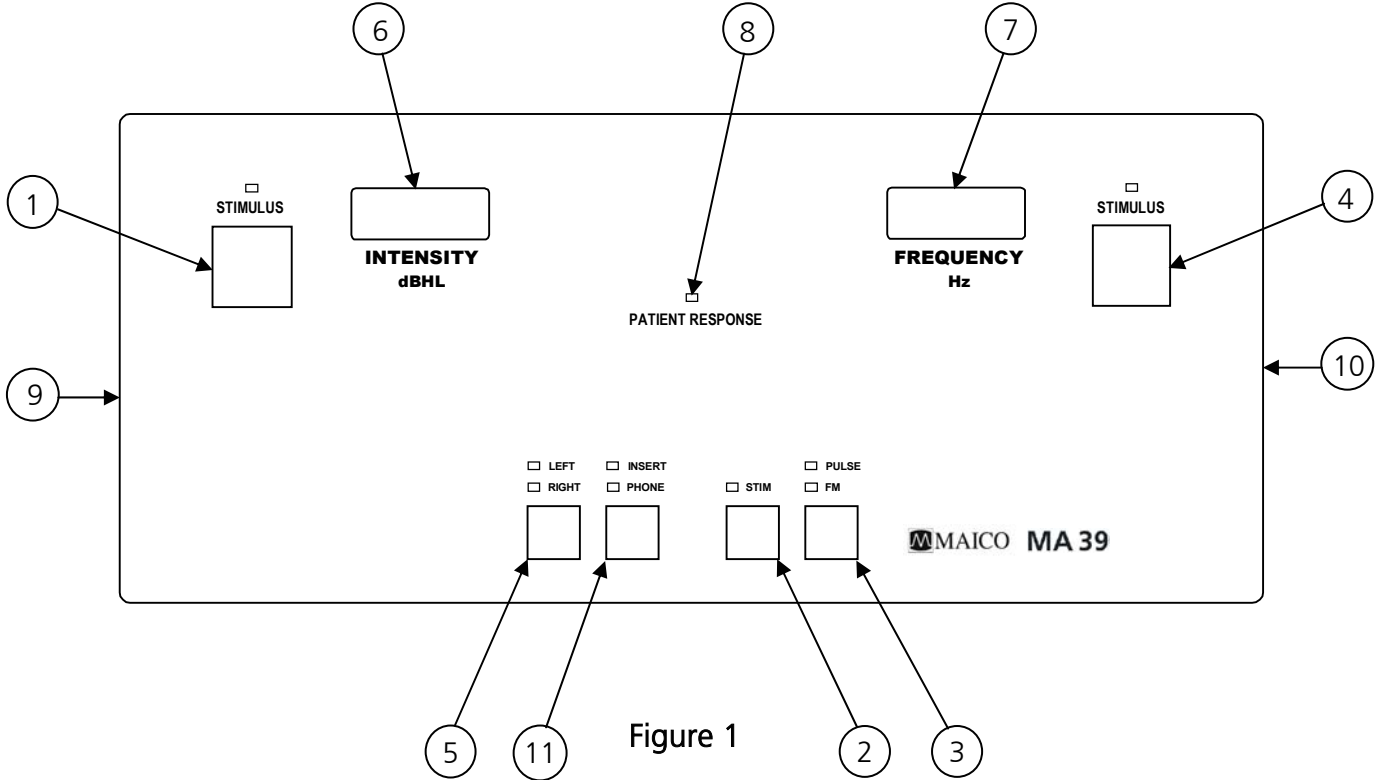 6
8
7
1
STIMULUS
INTENSITY
dBHL
FREQUENCY
Hz
STIMULUS
4
PATIENT RESPONSE
9
10
LEFT
RIGHT
INSERT
PHONE
STIM
PULSE
FM
MAICO MA 39
5
11
Figure 1
2
3